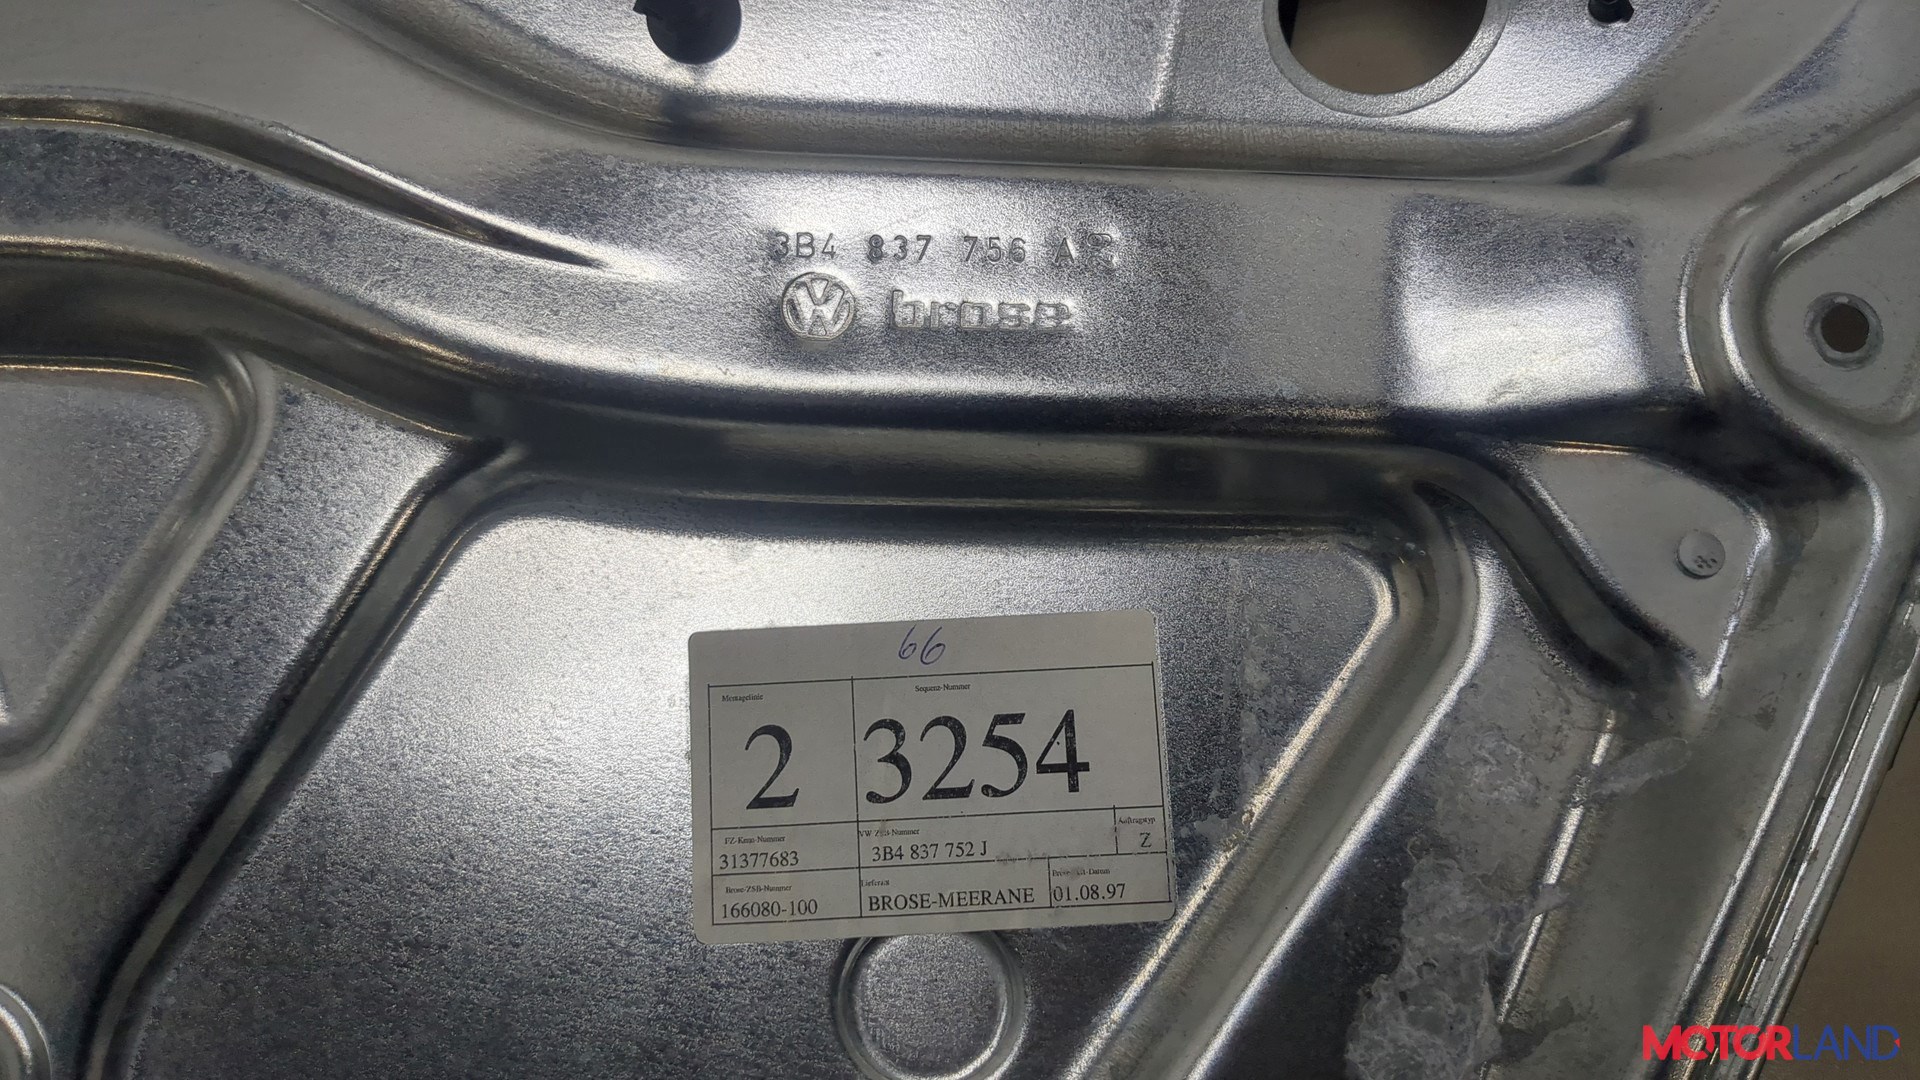 3B4 837 756 A
brose
66
Montagelinie
Sequenz-Nummer
2
3254
FZ-Kenn-Nummer
VW ZSB-Nummer
Auftragstyp
31377683
3B4 837 752 J
Z
Brose-ZSB-Nummer
Lieferant
166080-100
BROSE-MEERANE
01.08.97
MOTORLAND